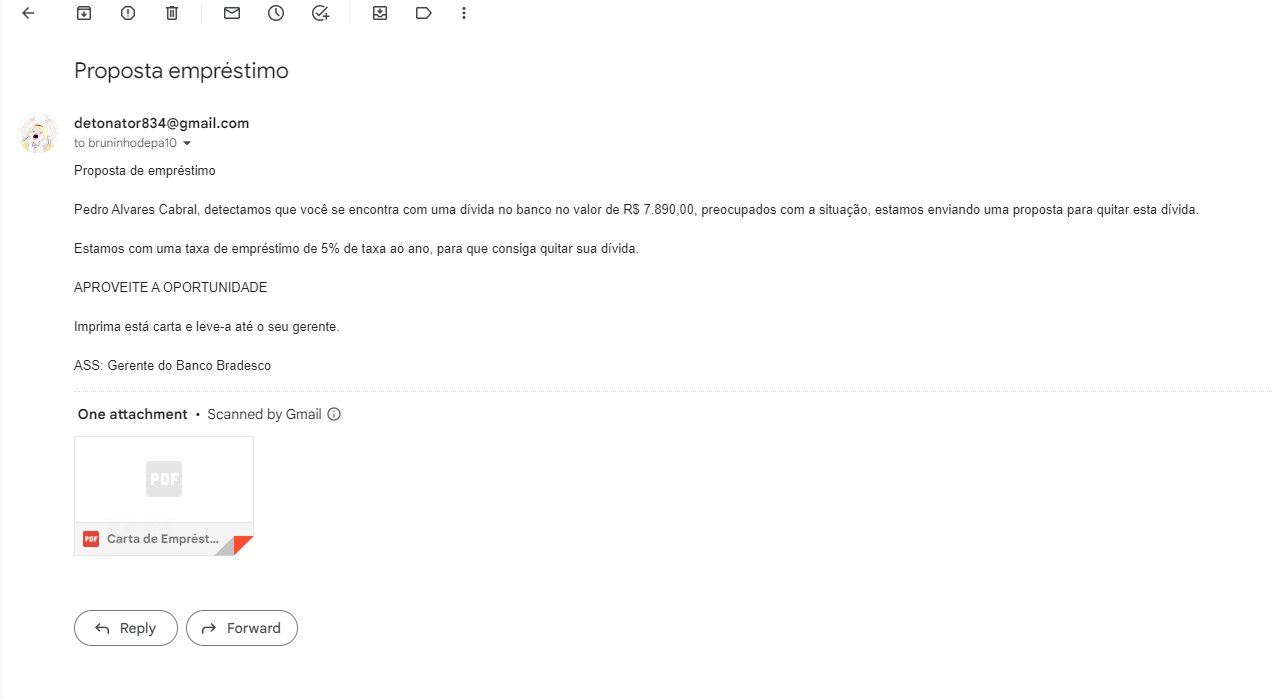 Proposta empréstimo
detonator834@gmail.com
to bruninhodepa10
Proposta de empréstimo
Pedro Alvares Cabral, detectamos que você se encontra com uma dívida no banco no valor de R$ 7.890,00, preocupados com a situação, estamos enviando uma proposta para quitar esta dívida.
Estamos com uma taxa de empréstimo de 5% de taxa ao ano, para que consiga quitar sua dívida.
APROVEITE A OPORTUNIDADE
Imprima está carta e leve-a até o seu gerente.
ASS: Gerente do Banco Bradesco
One attachment • Scanned by Gmail
PDF
PDF Carta de Emprést...
Reply Forward